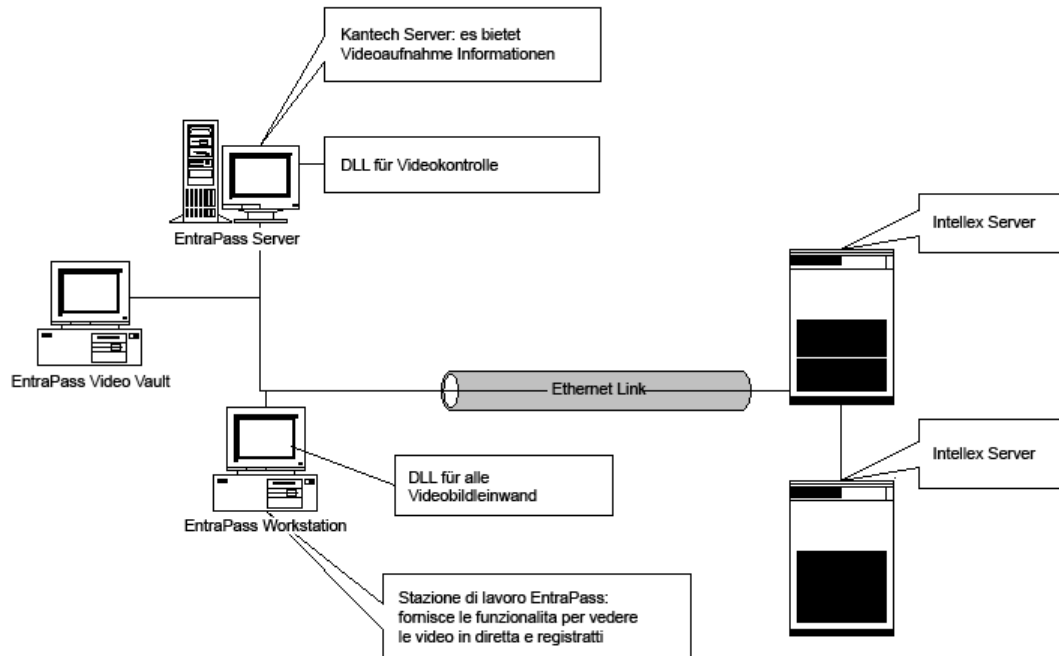 Kantech Server: es bietet
Videoaufnahme Informationen
DLL für Videokontrolle
EntraPass Server
Intellex Server
EntraPass Video Vault
Ethernet Link
Intellex Server
DLL für alle
Videobildleinwand
EntraPass Workstation
Stazione di lavoro EntraPass:
fornisce le funzionalita per vedere
le video in diretta e registratti